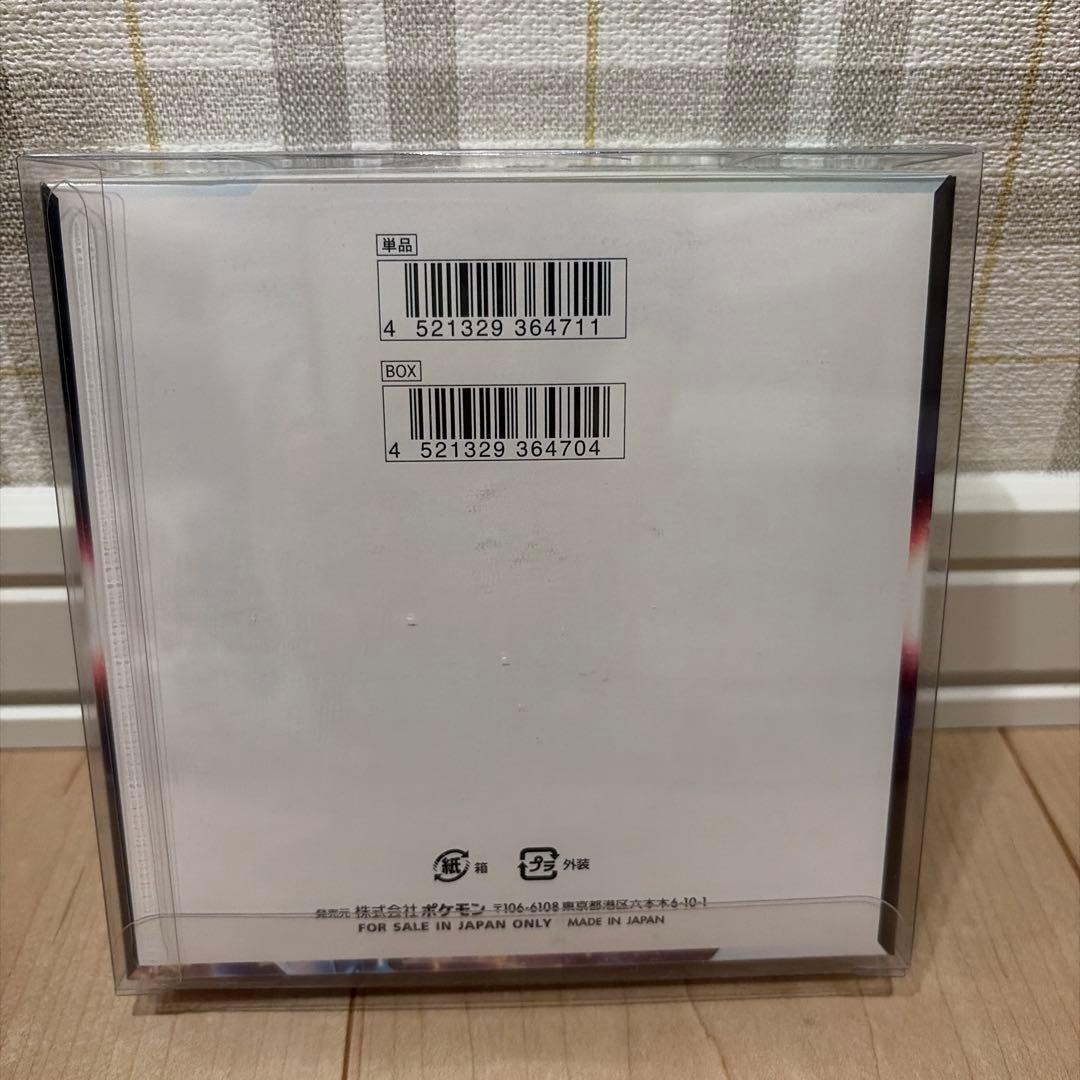 単品
4 521329 364711
BOX
4 521329 364704
紙 箱 プラ 外装
発売元 株式会社 ポケモン 〒106-6108 東京都港区六本木6-10-1
FOR SALE IN JAPAN ONLY MADE IN JAPAN